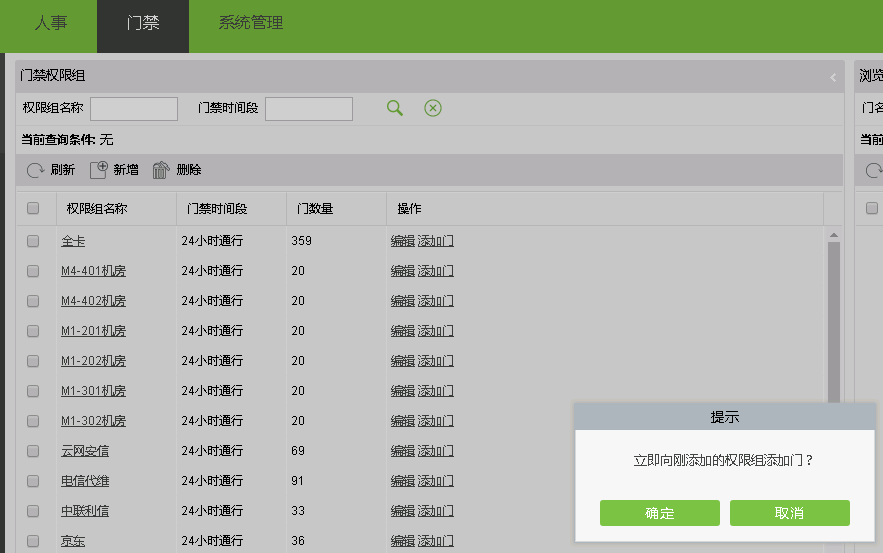 人事 门禁 系统管理
门禁权限组 浏览
权限组名称 门禁时间段 门名
当前查询条件: 无 当前
刷新 新增 删除
权限组名称 门禁时间段 门数量 操作
全卡 24小时通行 359 编辑 添加门
M4-401机房 24小时通行 20 编辑 添加门
M4-402机房 24小时通行 20 编辑 添加门
M1-201机房 24小时通行 20 编辑 添加门
M1-202机房 24小时通行 20 编辑 添加门
M1-301机房 24小时通行 20 编辑 添加门
M1-302机房 24小时通行 20 编辑 添加门
云网安信 24小时通行 69 编辑 添加门
电信代维 24小时通行 91 编辑 添加门
中联利信 24小时通行 33 编辑 添加门
京东 24小时通行 36 编辑 添加门
提示
立即向刚添加的权限组添加门？
确定 取消